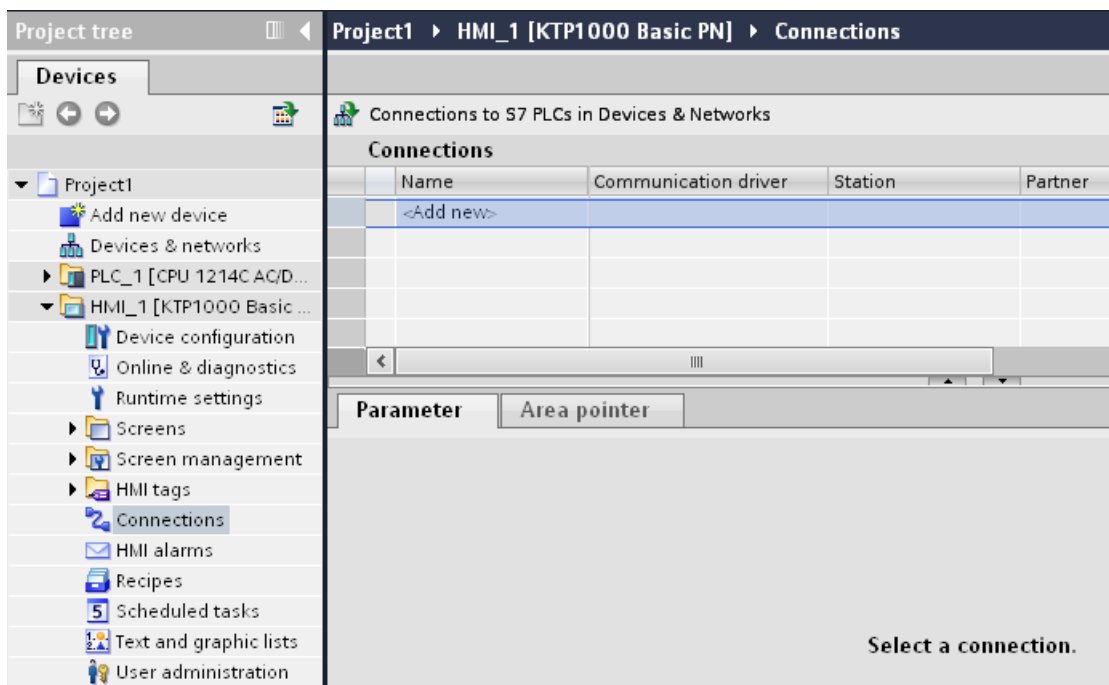 Project tree
Devices
Project1
Add new device
Devices & networks
PLC_1 [CPU 1214C AC/D...
HMI_1 [KTP1000 Basic ...
Device configuration
Online & diagnostics
Runtime settings
Screens
Screen management
HMI tags
Connections
HMI alarms
Recipes
5 Scheduled tasks
Text and graphic lists
User administration
Project1 HMI_1 [KTP1000 Basic PN] Connections
Connections to S7 PLCs in Devices & Networks
Connections
Name Communication driver Station Partner
<Add new>
Parameter Area pointer
Select a connection.